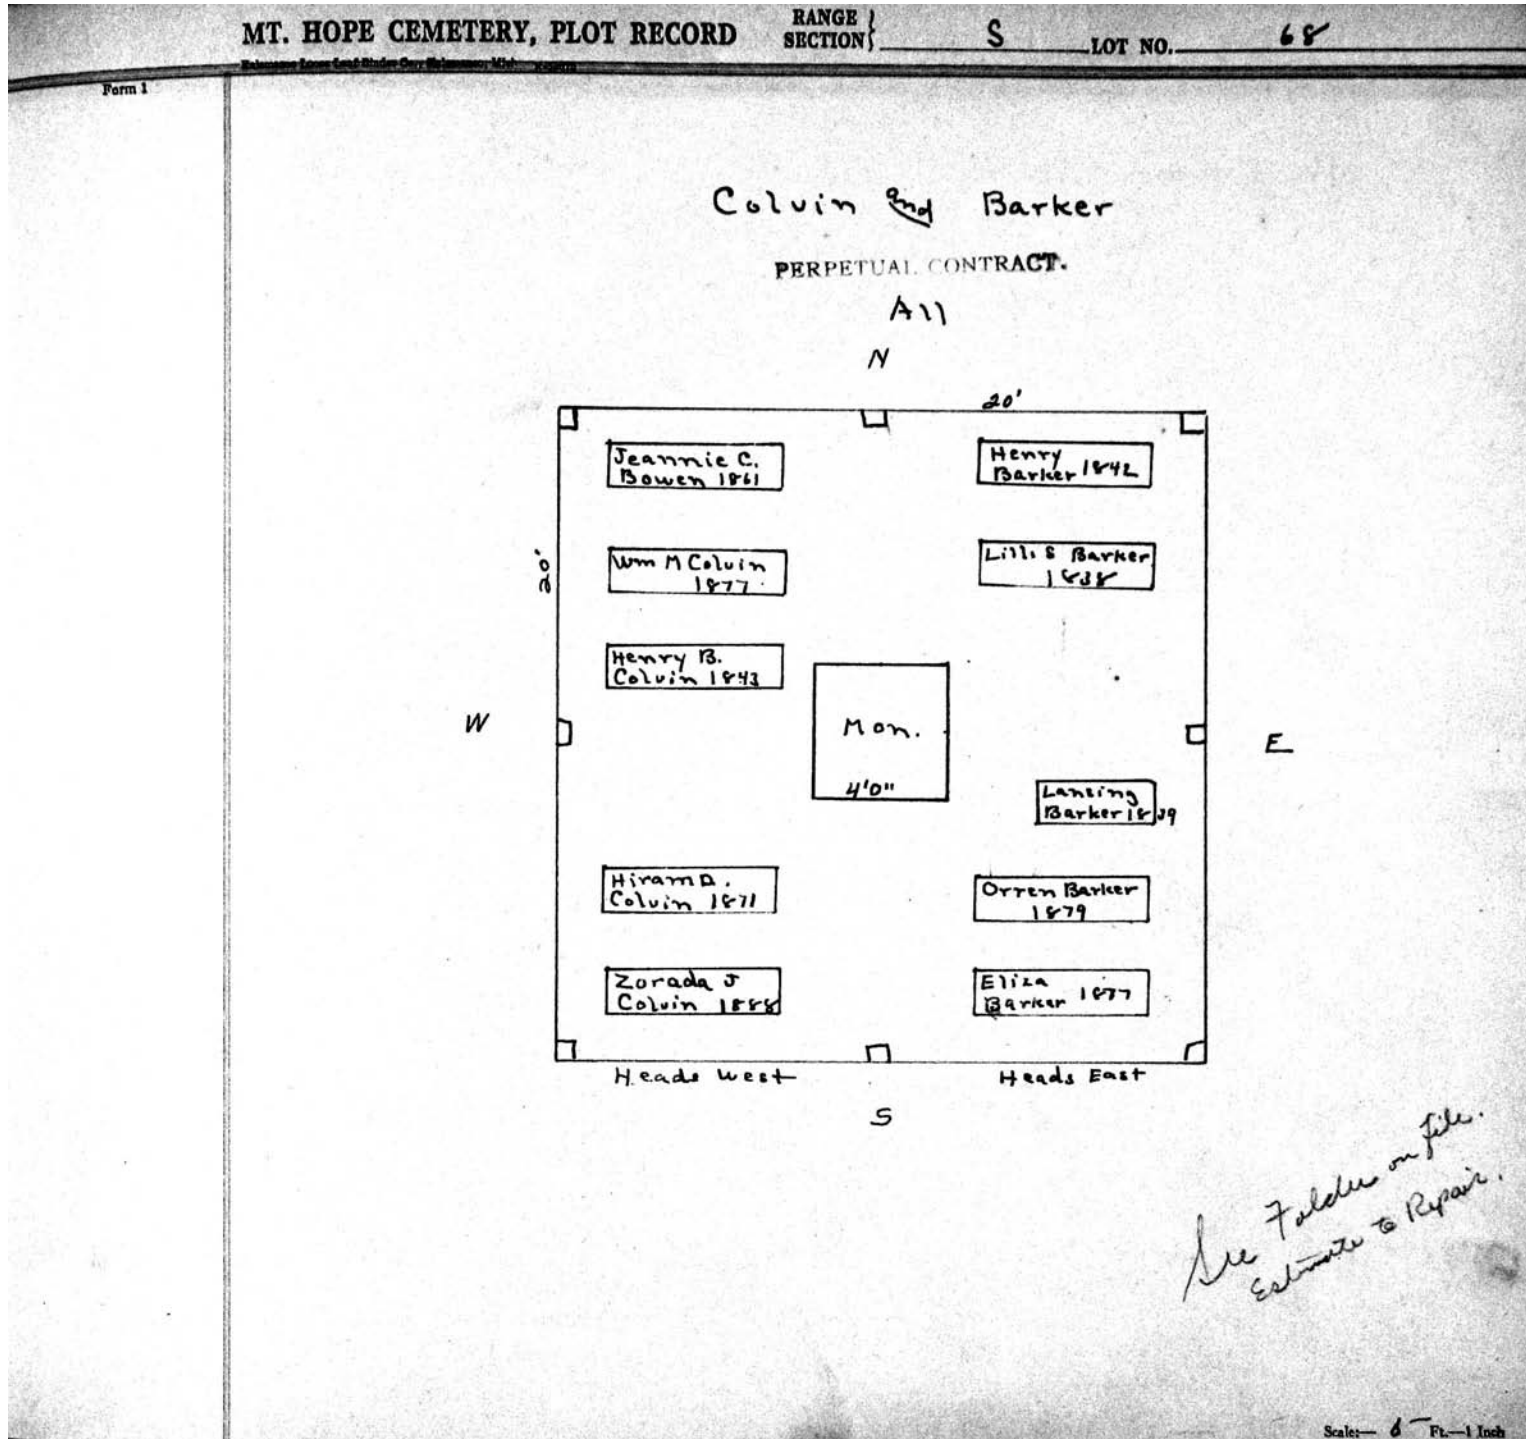 MT. HOPE CEMETERY, PLOT RECORD
RANGE
SECTION S LOT NO. 68
Form 1
Colvin and Barker
PERPETUAL CONTRACT.
All
N
20'
Jeannie C.
Bowen 1861
Henry
Barker 1842
20'
Wm M Colvin
1877
Lillis Barker
1838
Henry B.
Colvin 1843
W
Mon.
4'0"
E
Lansing
Barker 1839
Hiram D.
Colvin 1871
Orren Barker
1879
Zorada J
Colvin 1888
Eliza
Barker 1877
Heads West
Heads East
S
See Folder on file.
Estimate to Repair.
Scale:— Ft.—1 Inch